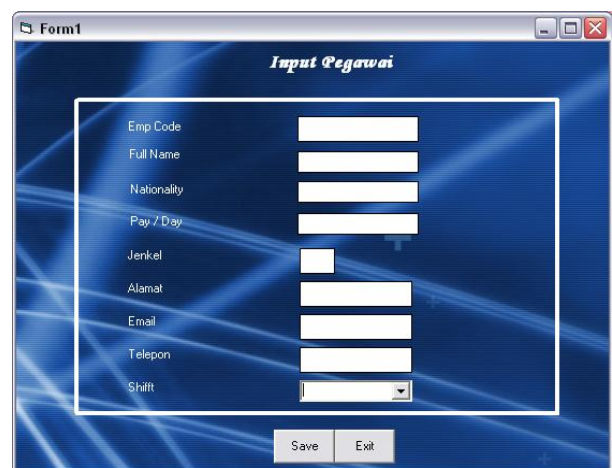 Form1
Input Pegawai
Emp Code
Full Name
Nationality
Pay / Day
Jenkel
Alamat
Email
Telepon
Shifft
Save Exit